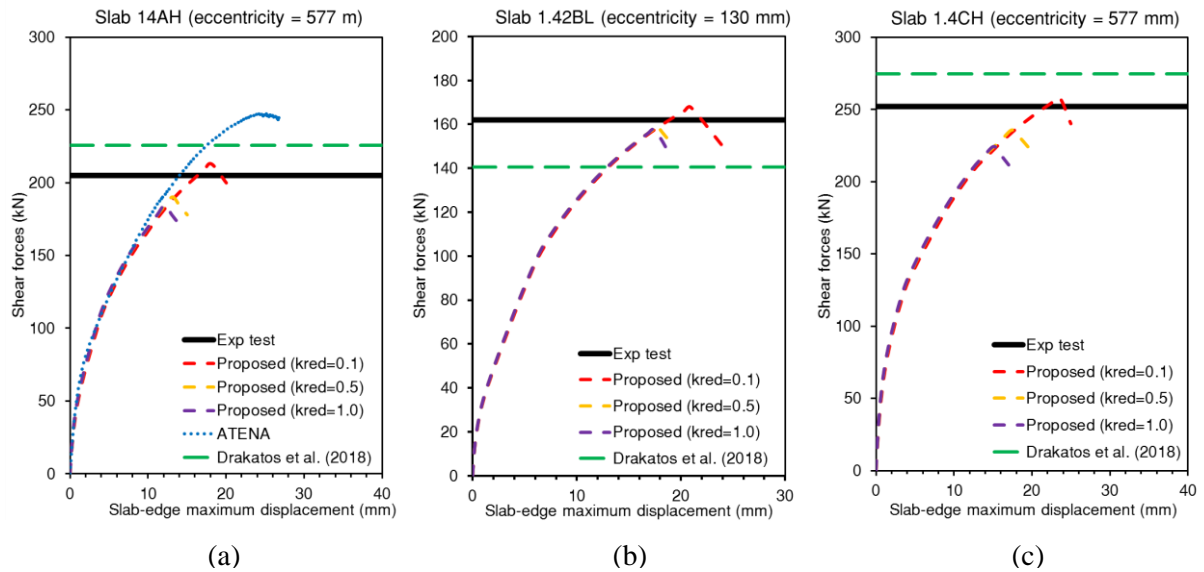 Slab 14AH (eccentricity = 577 m)
300
250
200
150
100
50
0
Shear forces (kN)
Exp test
Proposed (kred=0.1)
Proposed (kred=0.5)
Proposed (kred=1.0)
ATENA
Drakatos et al. (2018)
0 10 20 30 40
Slab-edge maximum displacement (mm)
(a)
Slab 1.42BL (eccentricity = 130 mm)
200
180
160
140
120
100
80
60
40
20
0
Shear forces (kN)
Exp test
Proposed (kred=0.1)
Proposed (kred=0.5)
Proposed (kred=1.0)
Drakatos et al. (2018)
0 10 20 30
Slab-edge maximum displacement (mm)
(b)
Slab 1.4CH (eccentricity = 577 mm)
300
250
200
150
100
50
0
Shear forces (kN)
Exp test
Proposed (kred=0.1)
Proposed (kred=0.5)
Proposed (kred=1.0)
Drakatos et al. (2018)
0 10 20 30 40
Slab-edge maximum displacement (mm)
(c)